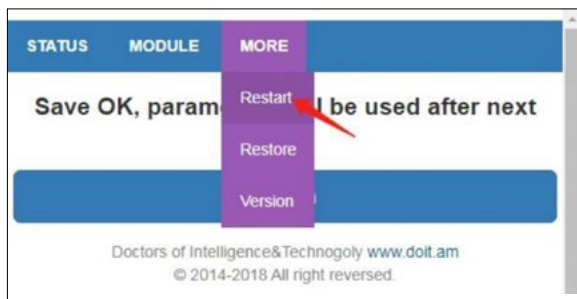 STATUS MODULE MORE
Restart
Save OK, param l be used after next
Restore
Version
Doctors of Intelligence&Technogoly www.doit.am
© 2014-2018 All right reversed.